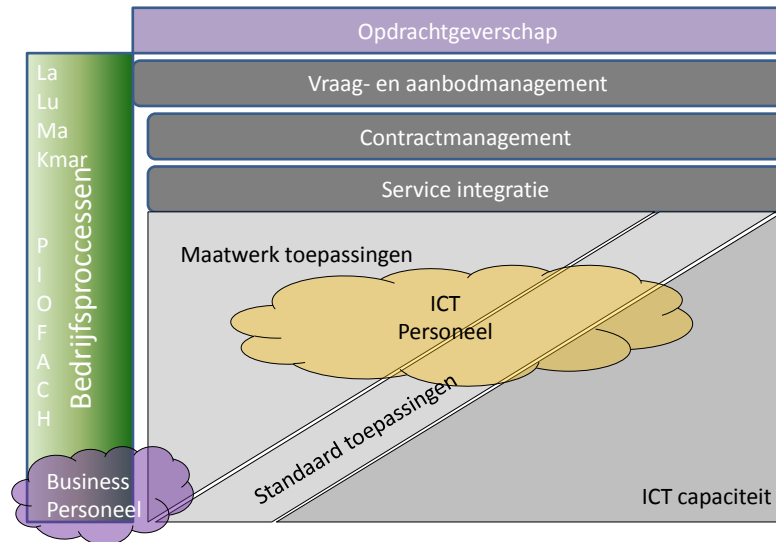 Opdrachtgeverschap
Vraag- en aanbodmanagement
Contractmanagement
Service integratie
La
Lu
Ma
Kmar
P
I
O
F
A
C
H
Bedrijfsproccessen
Maatwerk toepassingen
ICT
Personeel
Standaard toepassingen
Business
Personeel
ICT capaciteit